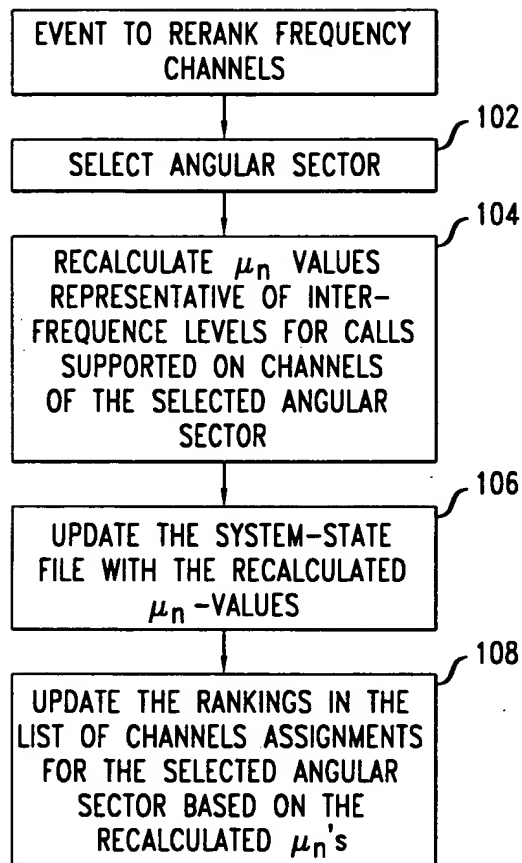 EVENT TO RERANK FREQUENCY
CHANNELS
102
SELECT ANGULAR SECTOR
104
RECALCULATE μn VALUES
REPRESENTATIVE OF INTER-
FREQUENCE LEVELS FOR CALLS
SUPPORTED ON CHANNELS
OF THE SELECTED ANGULAR
SECTOR
106
UPDATE THE SYSTEM-STATE
FILE WITH THE RECALCULATED
μn-VALUES
108
UPDATE THE RANKINGS IN THE
LIST OF CHANNELS ASSIGNMENTS
FOR THE SELECTED ANGULAR
SECTOR BASED ON THE
RECALCULATED μn's